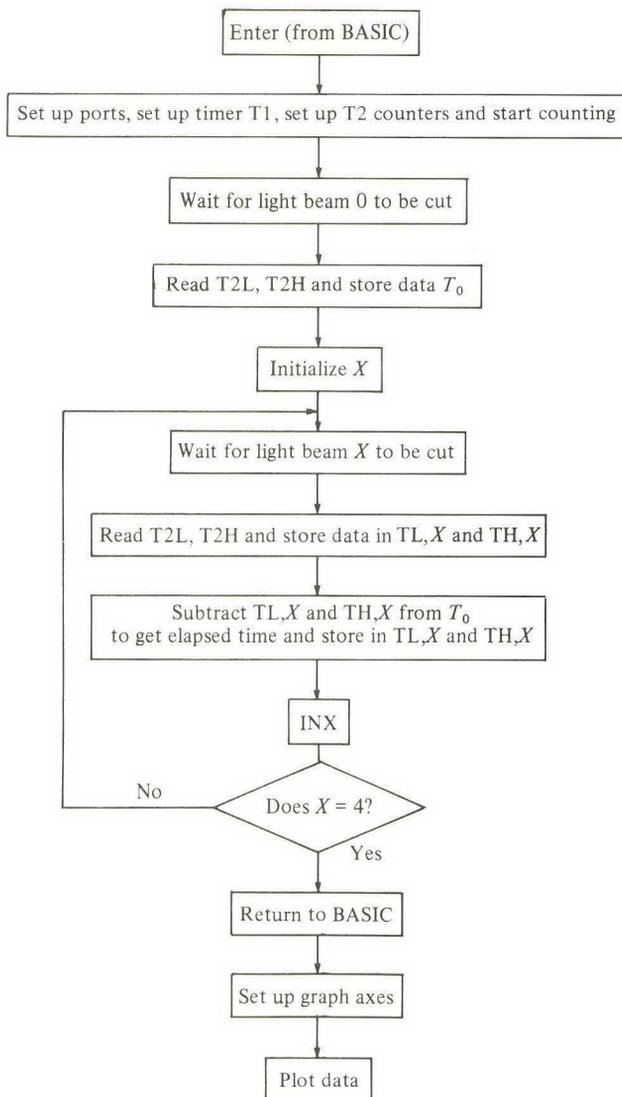 Enter (from BASIC)
Set up ports, set up timer T1, set up T2 counters and start counting
Wait for light beam 0 to be cut
Read T2L, T2H and store data T₀
Initialize X
Wait for light beam X to be cut
Read T2L, T2H and store data in TL,X and TH,X
Subtract TL,X and TH,X from T₀
to get elapsed time and store in TL,X and TH,X
INX
No
Does X = 4?
Yes
Return to BASIC
Set up graph axes
Plot data